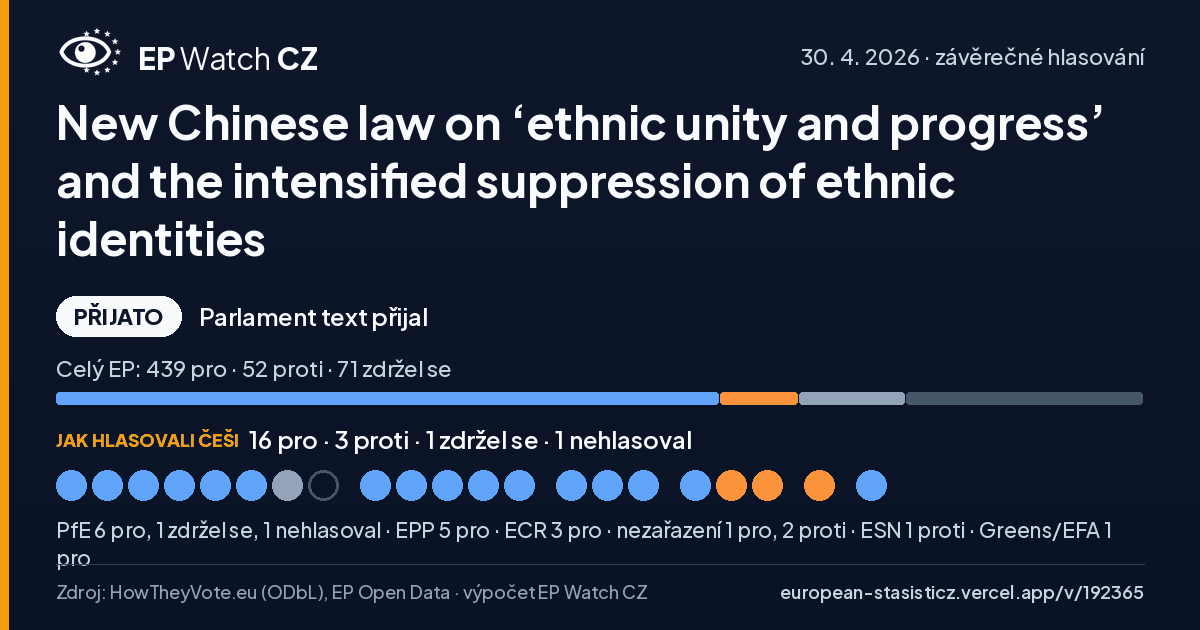 EP Watch CZ
30. 4. 2026 · závěrečné hlasování
New Chinese law on ‘ethnic unity and progress’
and the intensified suppression of ethnic
identities
PŘIJATO
Parlament text přijal
Celý EP: 439 pro · 52 proti · 71 zdržel se
JAK HLASOVALI ČEŠI 16 pro · 3 proti · 1 zdržel se · 1 nehlasoval
PfE 6 pro, 1 zdržel se, 1 nehlasoval · EPP 5 pro · ECR 3 pro · nezařazení 1 pro, 2 proti · ESN 1 proti · Greens/EFA 1
pro
Zdroj: HowTheyVote.eu (ODbL), EP Open Data · výpočet EP Watch CZ
european-stasisticz.vercel.app/v/192365